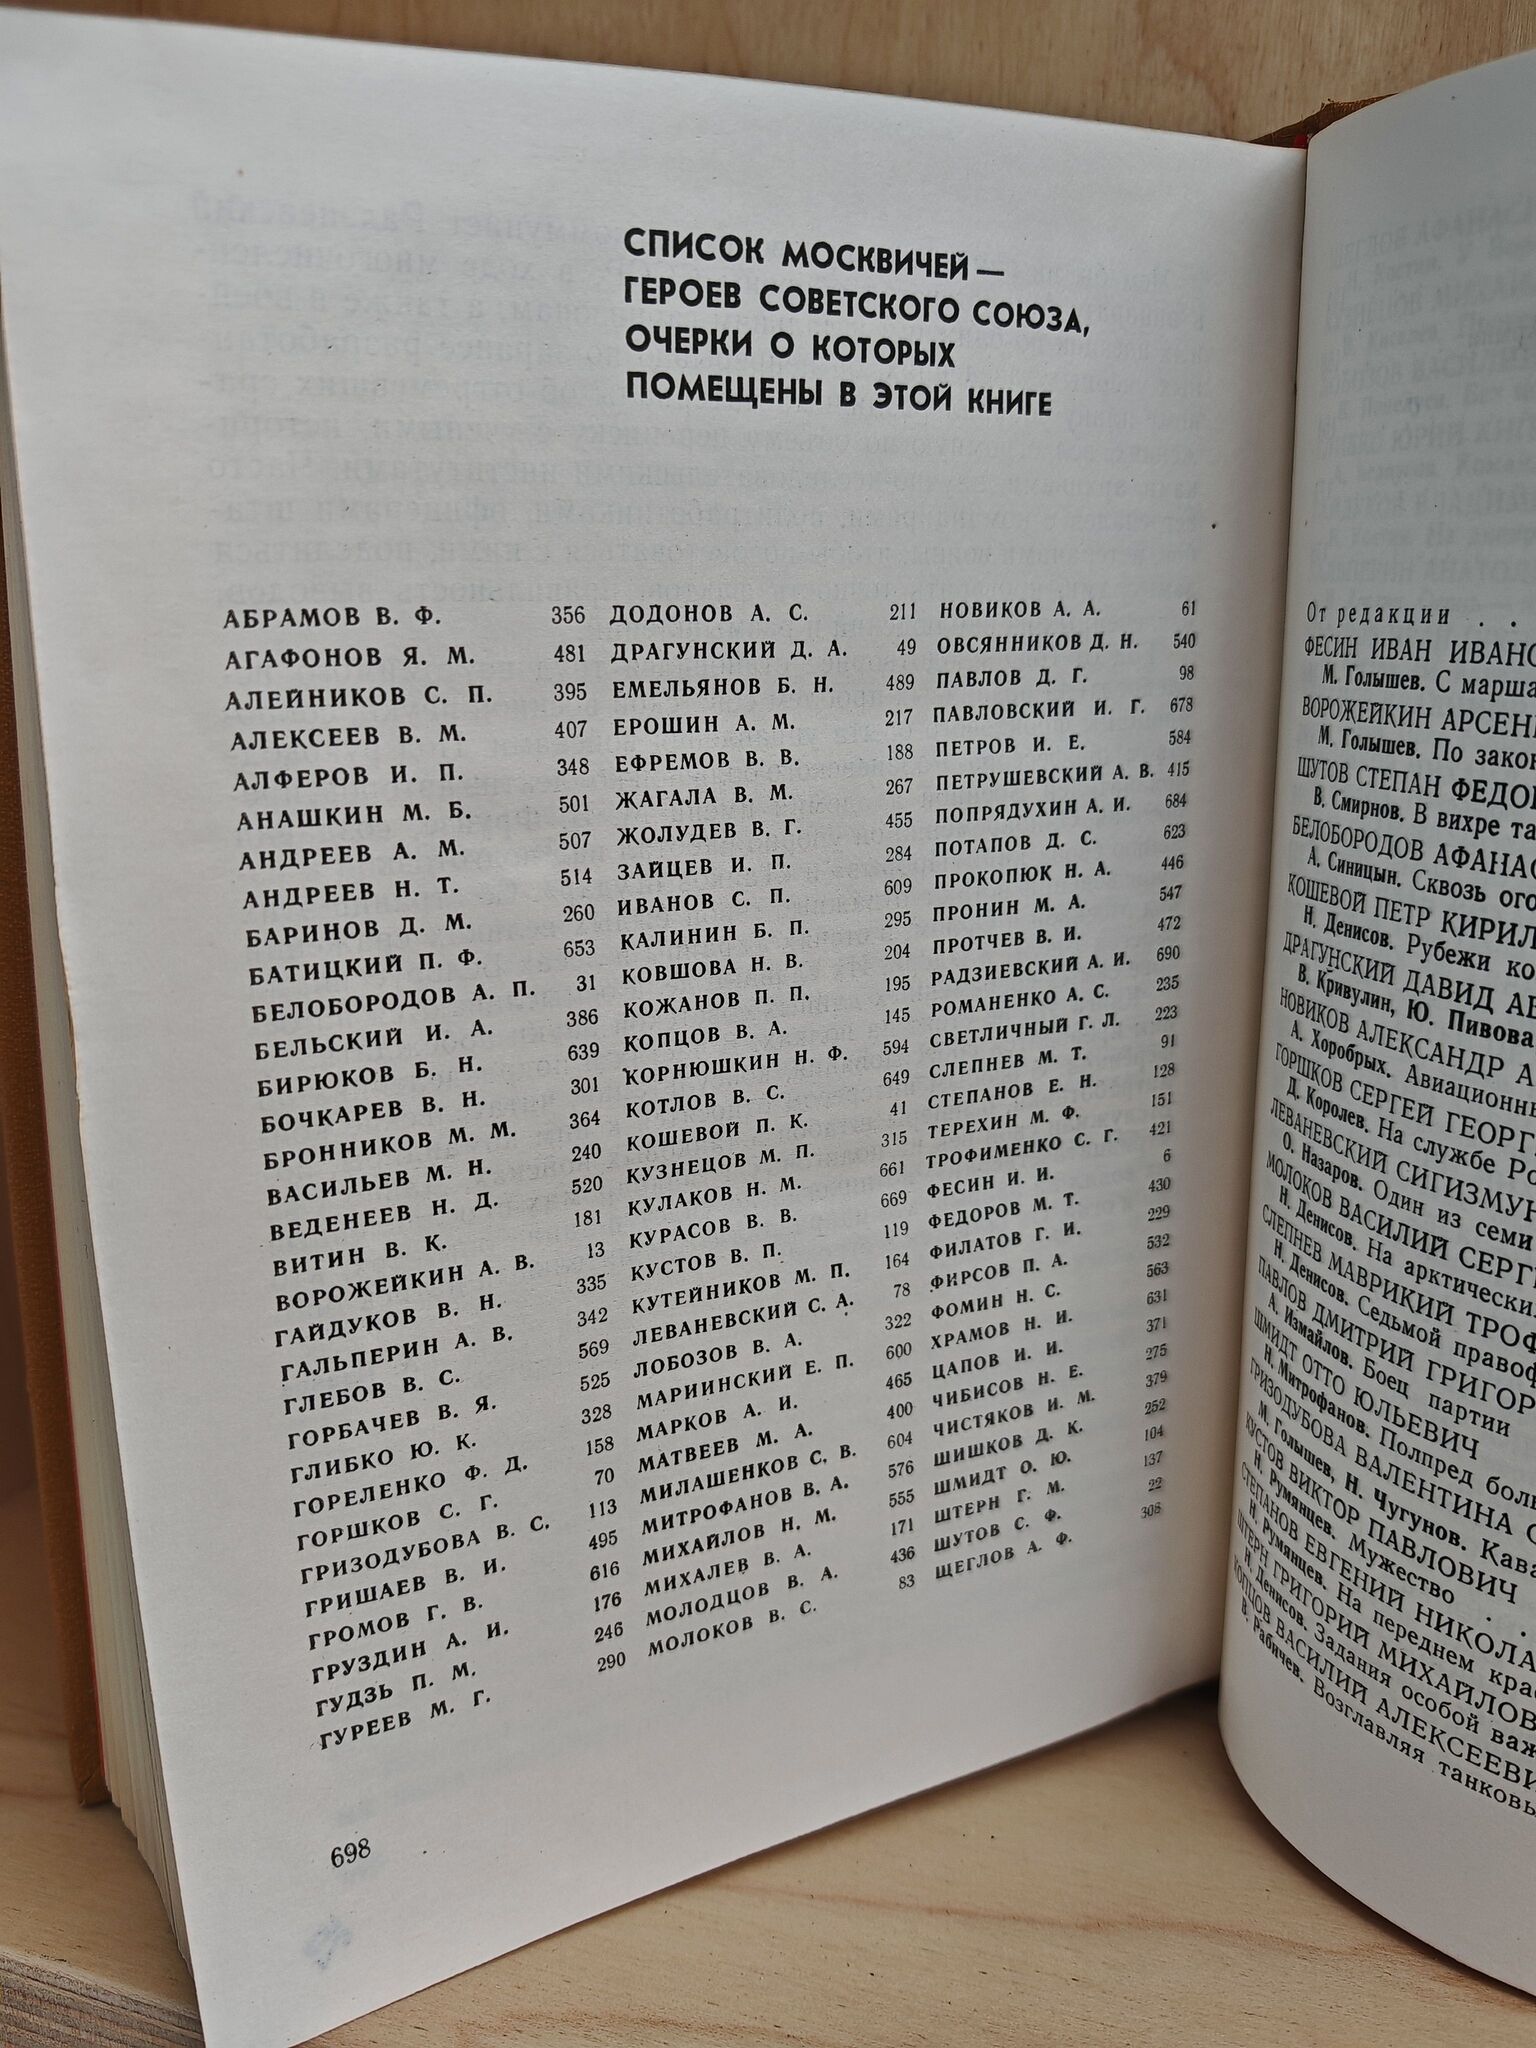 СПИСОК МОСКВИЧЕЙ —
ГЕРОЕВ СОВЕТСКОГО СОЮЗА,
ОЧЕРКИ О КОТОРЫХ
ПОМЕЩЕНЫ В ЭТОЙ КНИГЕ
АБРАМОВ В. Ф. 356
АГАФОНОВ Я. М. 481
АЛЕЙНИКОВ С. П. 395
АЛЕКСЕЕВ В. М. 407
АЛФЕРОВ И. П. 348
АНАШКИН М. Б. 501
АНДРЕЕВ А. М. 507
АНДРЕЕВ Н. Т. 514
БАРИНОВ Д. М. 260
БАТИЦКИЙ П. Ф. 653
БЕЛОБОРОДОВ А. П. 31
БЕЛЬСКИЙ И. А. 386
БИРЮКОВ Б. Н. 639
БОЧКАРЕВ В. Н. 301
БРОННИКОВ М. М. 364
ВАСИЛЬЕВ М. Н. 240
ВЕДЕНЕЕВ Н. Д. 520
ВИТИН В. К. 181
ВОРОЖЕЙКИН А. В. 13
ГАЙДУКОВ В. Н. 335
ГАЛЬПЕРИН А. В. 342
ГЛЕБОВ В. С. 569
ГОРБАЧЕВ В. Я. 525
ГЛИБКО Ю. К. 328
ГОРЕЛЕНКО Ф. Д. 158
ГОРШКОВ С. Г. 70
ГРИЗОДУБОВА В. С. 113
ГРИШАЕВ В. И. 495
ГРОМОВ Г. В. 616
ГРУЗДИН А. И. 176
ГУДЗЬ П. М. 246
ГУРЕЕВ М. Г. 290
ДОДОНОВ А. С. 211
ДРАГУНСКИЙ Д. А. 49
ЕМЕЛЬЯНОВ Б. Н. 489
ЕРОШИН А. М. 217
ЕФРЕМОВ В. В. 188
ЖАГАЛА В. М. 267
ЖОЛУДЕВ В. Г. 455
ЗАЙЦЕВ И. П. 284
ИВАНОВ С. П. 609
КАЛИНИН Б. П. 295
КОВШОВА Н. В. 204
КОЖАНОВ П. П. 195
КОПЦОВ В. А. 145
КОРНЮШКИН Н. Ф. 594
КОТЛОВ В. С. 649
КОШЕВОЙ П. К. 41
КУЗНЕЦОВ М. П. 315
КУЛАКОВ Н. М. 661
КУРАСОВ В. В. 669
КУСТОВ В. П. 119
КУТЕЙНИКОВ М. П. 164
ЛЕВАНЕВСКИЙ С. А. 78
ЛОБОЗОВ В. А. 322
МАРИИНСКИЙ Е. П. 600
МАРКОВ А. И. 465
МАТВЕЕВ М. А. 400
МИЛАШЕНКОВ С. В. 604
МИТРОФАНОВ В. А. 576
МИХАЙЛОВ Н. М. 555
МИХАЛЕВ В. А. 171
МОЛОДЦОВ В. А. 436
МОЛОКОВ В. С. 83
НОВИКОВ А. А. 61
ОВСЯННИКОВ Д. Н. 540
ПАВЛОВ Д. Г. 98
ПАВЛОВСКИЙ И. Г. 678
ПЕТРОВ И. Е. 584
ПЕТРУШЕВСКИЙ А. В. 415
ПОПРЯДУХИН А. И. 684
ПОТАПОВ Д. С. 623
ПРОКОПЮК Н. А. 446
ПРОНИН М. А. 547
ПРОТЧЕВ В. И. 472
РАДЗИЕВСКИЙ А. И. 690
РОМАНЕНКО А. С. 235
СВЕТЛИЧНЫЙ Г. Л. 223
СЛЕПНЕВ М. Т. 91
СТЕПАНОВ Е. Н. 128
ТЕРЕХИН М. Ф. 151
ТРОФИМЕНКО С. Г. 421
ФЕСИН И. И. 6
ФЕДОРОВ М. Т. 430
ФИЛАТОВ Г. И. 229
ФИРСОВ П. А. 532
ФОМИН Н. С. 563
ХРАМОВ Н. И. 631
ЦАПОВ И. И. 371
ЧИБИСОВ Н. Е. 275
ЧИСТЯКОВ И. М. 379
ШИШКОВ Д. К. 252
ШМИДТ О. Ю. 104
ШТЕРН Г. М. 137
ШУТОВ С. Ф. 22
ЩЕГЛОВ А. Ф. 308
698
От редакции . .
ФЕСИН ИВАН ИВАНО
М. Голышев. С марша
ВОРОЖЕЙКИН АРСЕН
М. Голышев. По закон
ШУТОВ СТЕПАН ФЕДОР
В. Смирнов. В вихре та
БЕЛОБОРОДОВ АФАНАС
А. Синицын. Сквозь ого
КОШЕВОЙ ПЕТР КИРИЛ
Н. Денисов. Рубежи ко
ДРАГУНСКИЙ ДАВИД АБ
В. Кривулин, Ю. Пивова
НОВИКОВ АЛЕКСАНДР А
А. Хоробрых. Авиационны
ГОРШКОВ СЕРГЕЙ ГЕОРГ
Д. Королев. На службе Ро
ЛЕВАНЕВСКИЙ СИГИЗМУН
О. Назаров. Один из семи
МОЛОКОВ ВАСИЛИЙ СЕРГЕ
Н. Денисов. На арктических
СЛЕПНЕВ МАВРИКИЙ ТРОФ
Н. Денисов. Седьмой правоф
ПАВЛОВ ДМИТРИЙ ГРИГОР
А. Измайлов. Боец партии
ШМИДТ ОТТО ЮЛЬЕВИЧ
Н. Митрофанов. Полпред боль
ГРИЗОДУБОВА ВАЛЕНТИНА С
М. Голышев, Н. Чугунов. Кава
КУСТОВ ВИКТОР ПАВЛОВИЧ
Н. Румянцев. Мужество . .
СТЕПАНОВ ЕВГЕНИЙ НИКОЛА
Н. Румянцев. На переднем кра
ШТЕРН ГРИГОРИЙ МИХАЙЛОВ
Н. Денисов. Задания особой важ
КОПЦОВ ВАСИЛИЙ АЛЕКСЕЕВИ
В. Рабичев. Возглавляя танковы